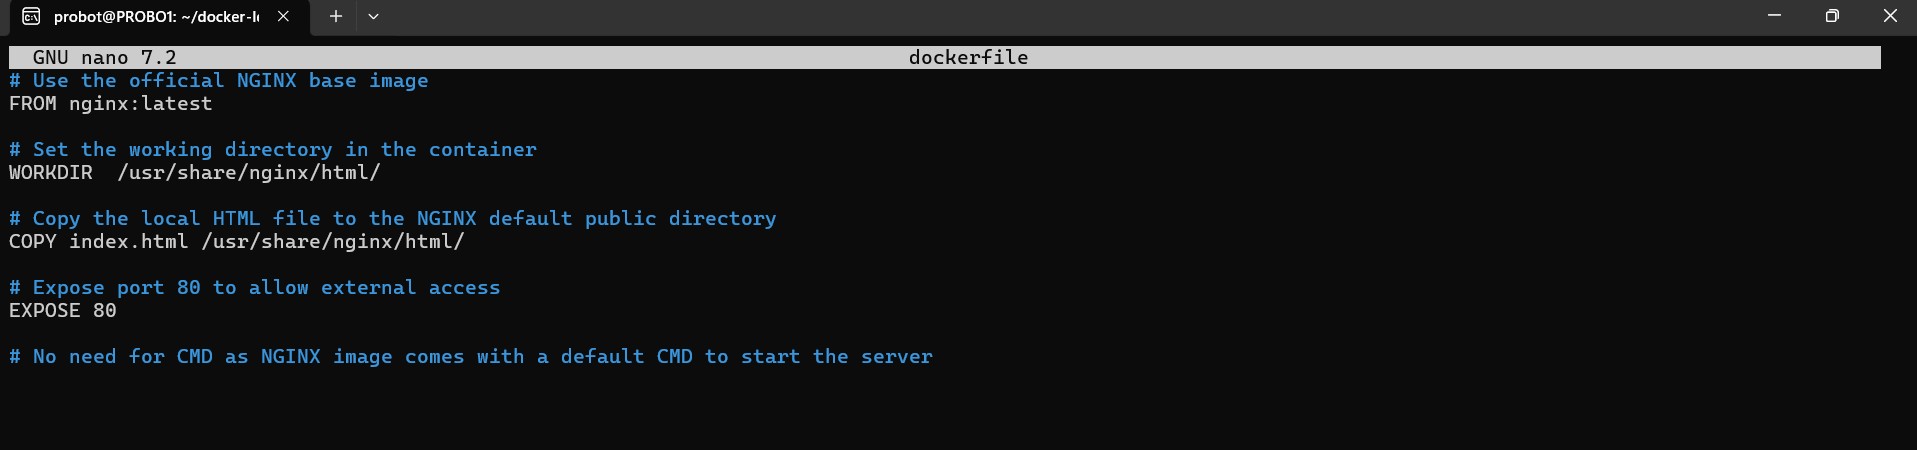 probot@PROBO1: ~/docker-l
GNU nano 7.2 dockerfile
# Use the official NGINX base image
FROM nginx:latest
# Set the working directory in the container
WORKDIR  /usr/share/nginx/html/
# Copy the local HTML file to the NGINX default public directory
COPY index.html /usr/share/nginx/html/
# Expose port 80 to allow external access
EXPOSE 80
# No need for CMD as NGINX image comes with a default CMD to start the server